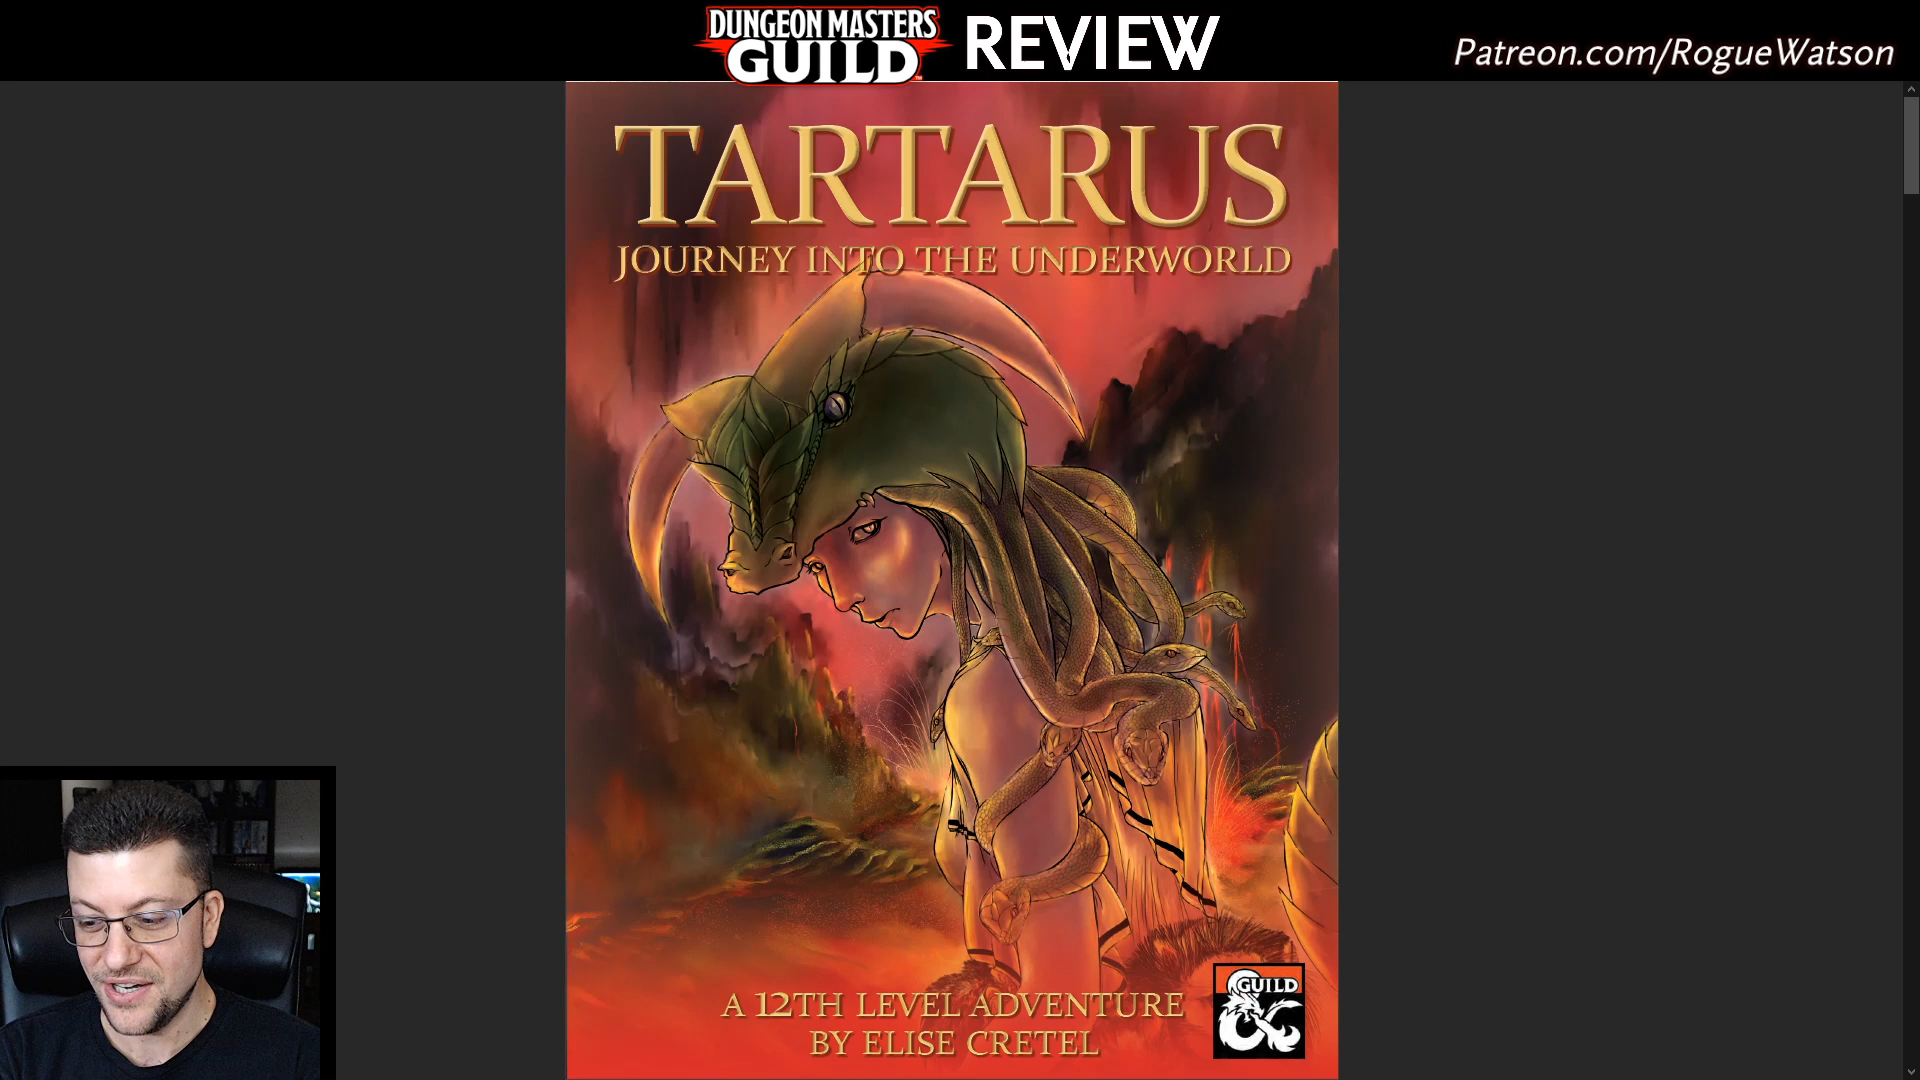 DUNGEON MASTERS
GUILD
REVIEW
Patreon.com/RogueWatson
TARTARUS
JOURNEY INTO THE UNDERWORLD
A 12TH LEVEL ADVENTURE
BY ELISE CRETEL
GUILD